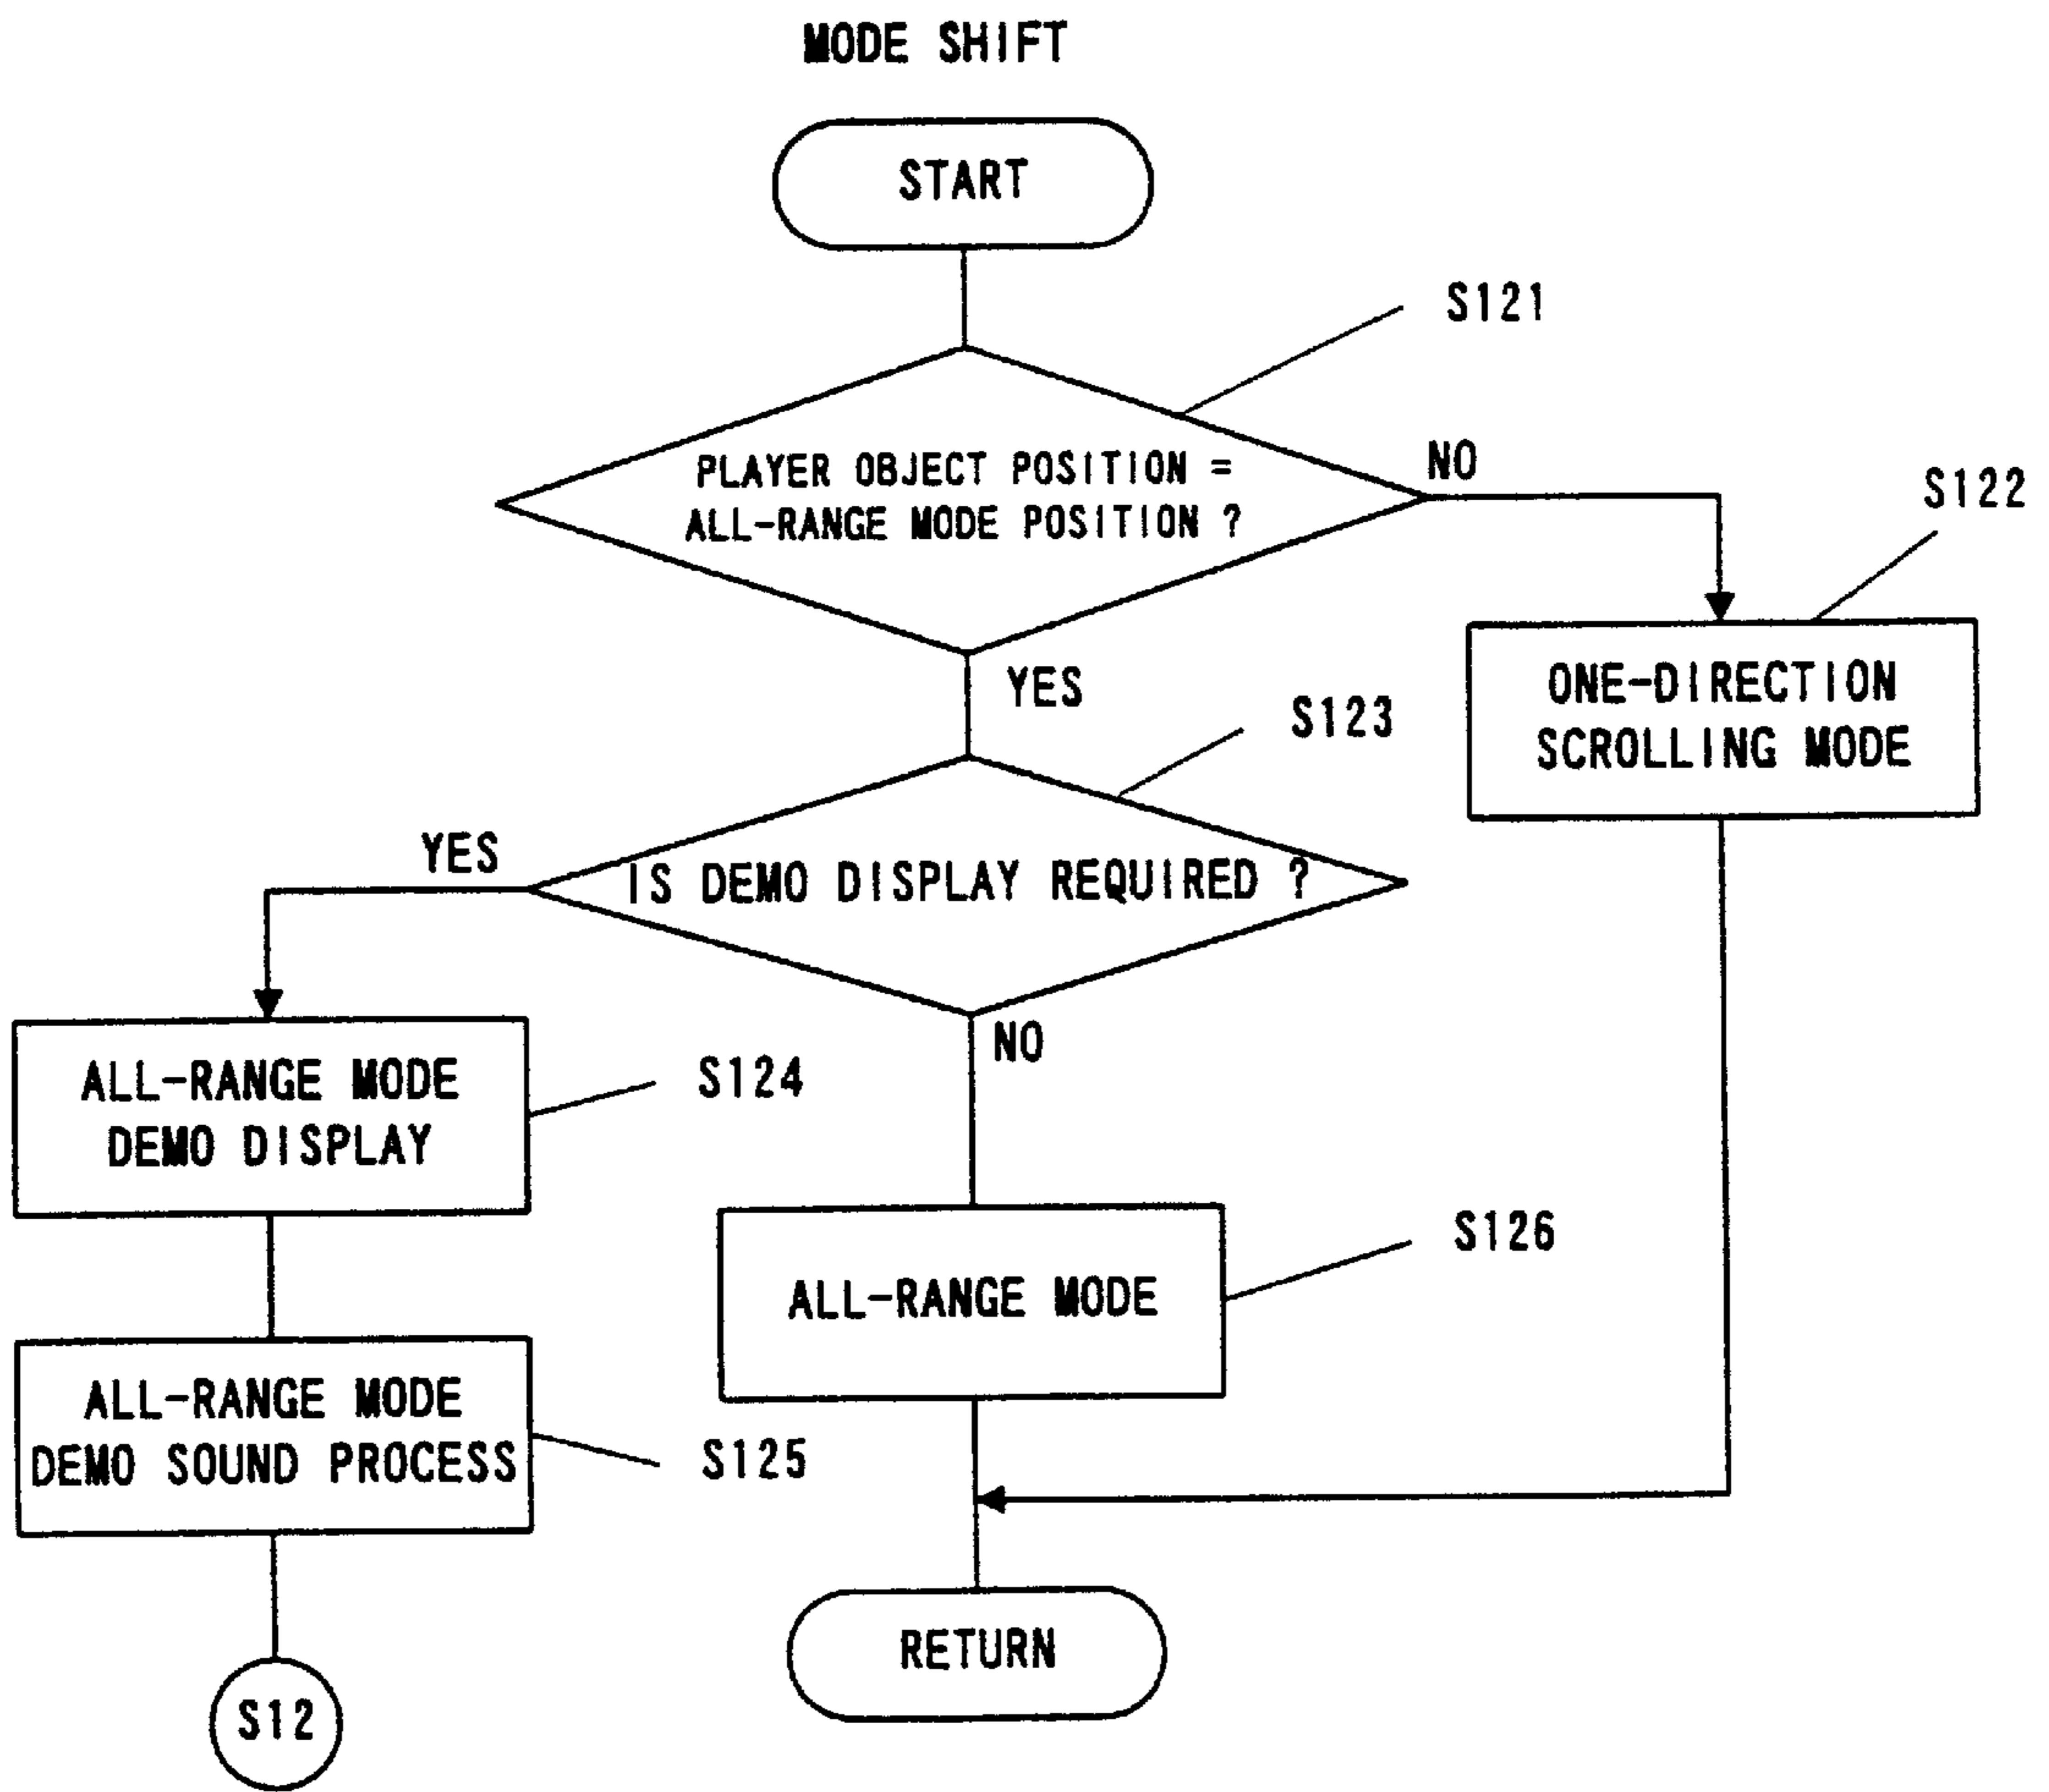 MODE SHIFT
START
S121
PLAYER OBJECT POSITION =
ALL-RANGE MODE POSITION ?
NO
S122
ONE-DIRECTION
SCROLLING MODE
YES
S123
IS DEMO DISPLAY REQUIRED ?
YES
NO
ALL-RANGE MODE
DEMO DISPLAY
S124
ALL-RANGE MODE
S126
ALL-RANGE MODE
DEMO SOUND PROCESS
S125
RETURN
S12